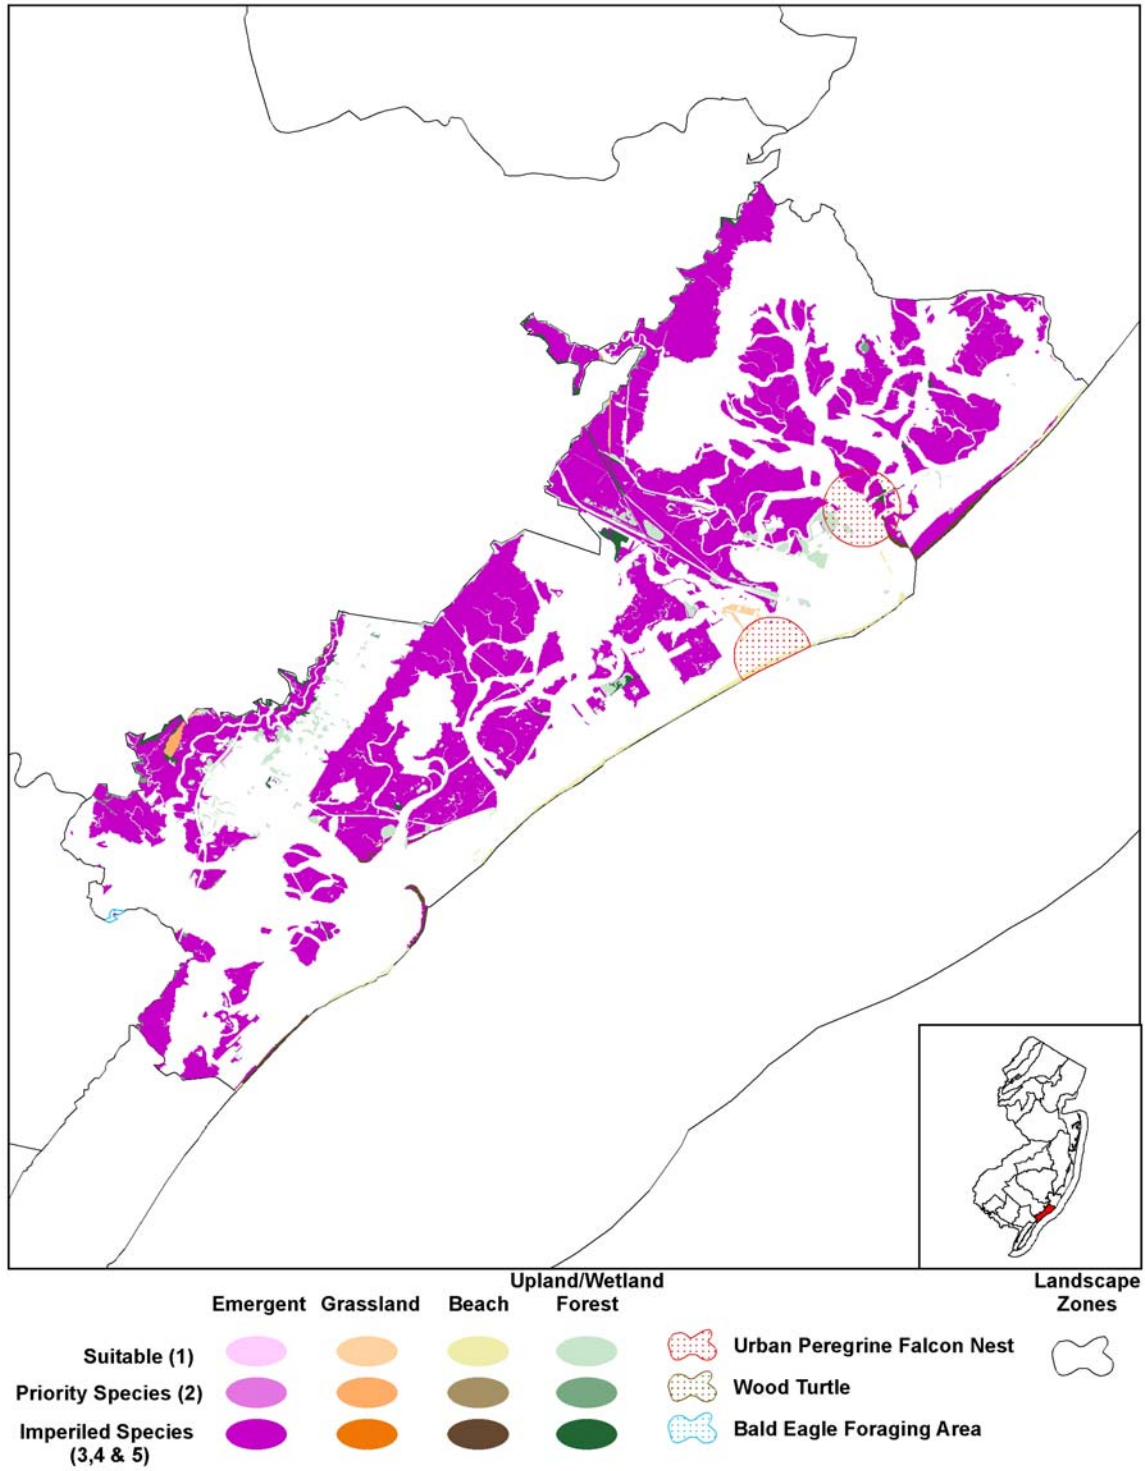 Upland/Wetland
Landscape
Emergent Grassland Beach Forest
Zones
Suitable (1)
Urban Peregrine Falcon Nest
Priority Species (2)
Wood Turtle
Imperiled Species
(3,4 & 5)
Bald Eagle Foraging Area